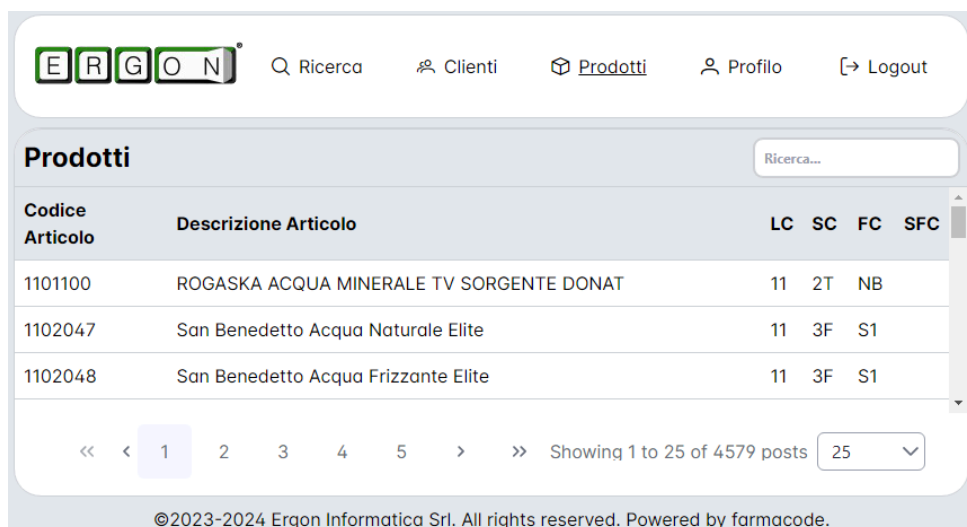 ERGON®
Ricerca
Clienti
Prodotti
Profilo
Logout
Prodotti
Ricerca...
Codice Articolo Descrizione Articolo LC SC FC SFC
1101100 ROGASKA ACQUA MINERALE TV SORGENTE DONAT 11 2T NB
1102047 San Benedetto Acqua Naturale Elite 11 3F S1
1102048 San Benedetto Acqua Frizzante Elite 11 3F S1
<< < 1 2 3 4 5 > >> Showing 1 to 25 of 4579 posts 25
©2023-2024 Ergon Informatica Srl. All rights reserved. Powered by farmacode.